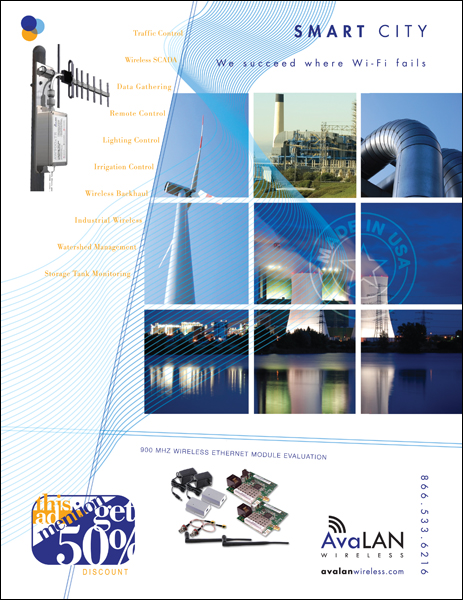 SMART CITY
We succeed where Wi-Fi fails
Traffic Control
Wireless SCADA
Data Gathering
Remote Control
Lighting Control
Irrigation Control
Wireless Backhaul
Industrial Wireless
Watershed Management
Storage Tank Monitoring
MADE IN USA
900 MHZ WIRELESS ETHERNET MODULE EVALUATION
mention
this
ad
get
50%
DISCOUNT
AvaLAN
WIRELESS
avalanwireless.com
866.533.6216